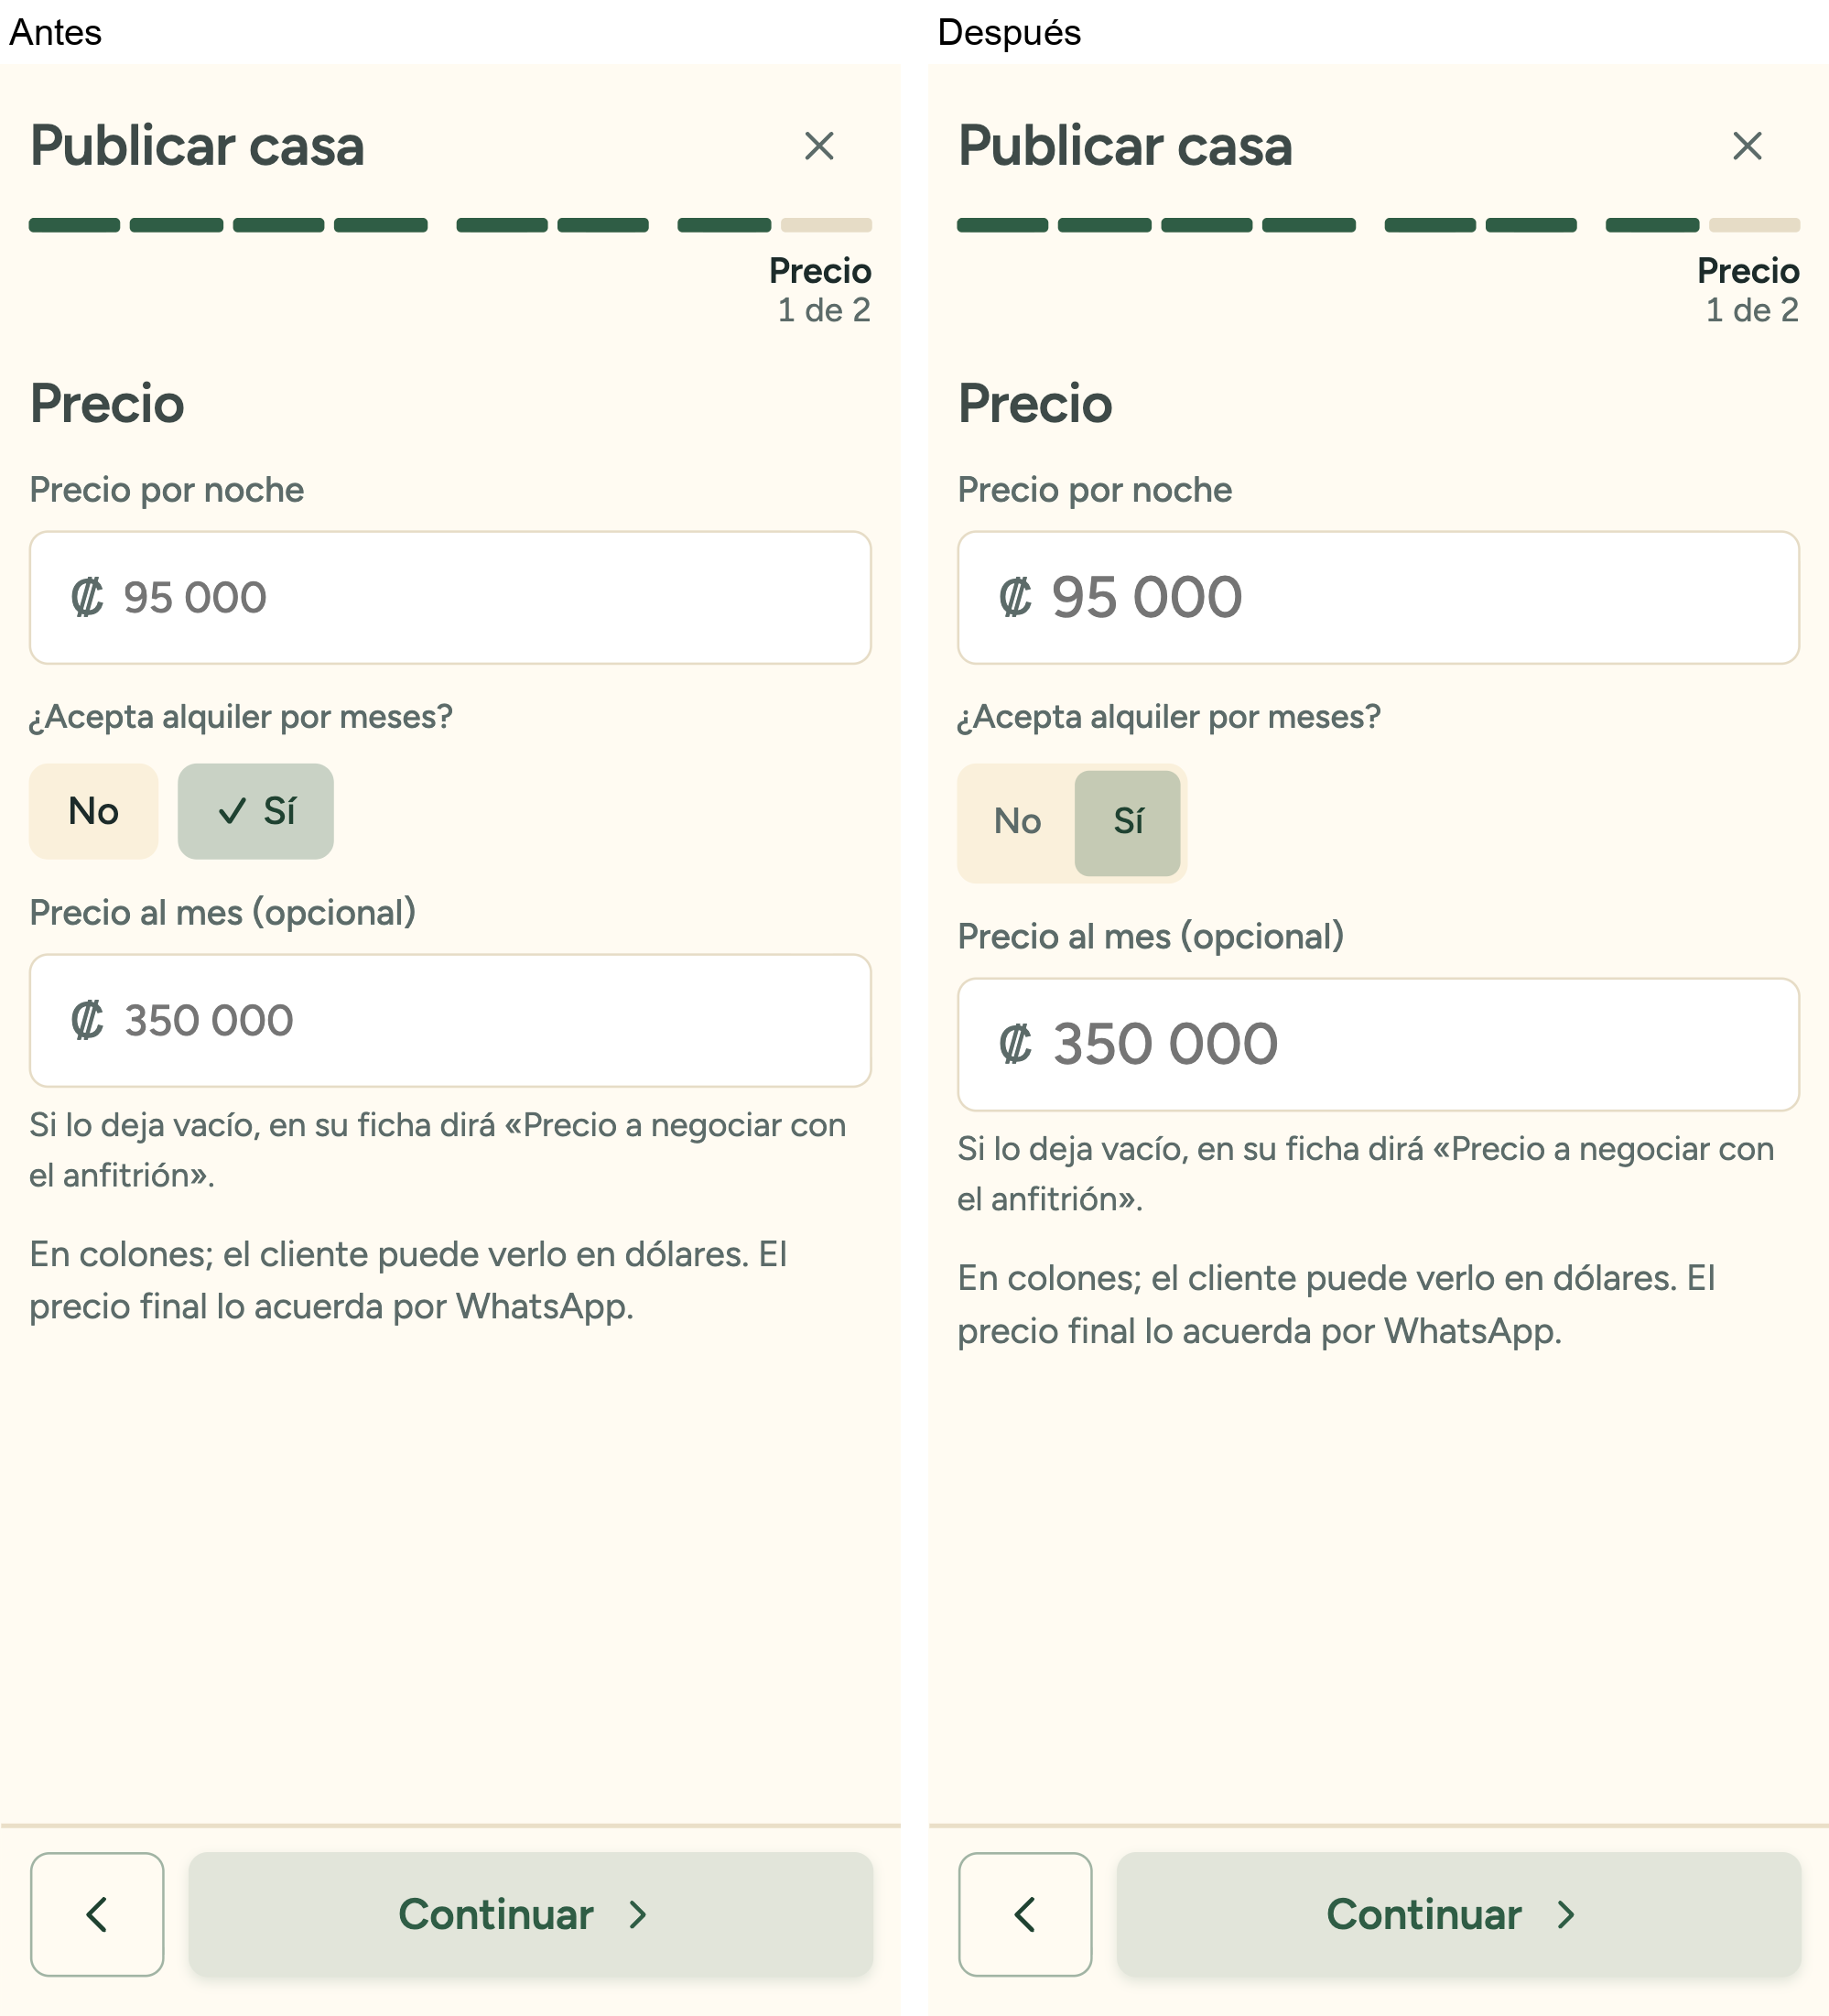 Antes
Publicar casa
Precio
1 de 2
Precio
Precio por noche
₡ 95 000
¿Acepta alquiler por meses?
No
Sí
Precio al mes (opcional)
₡ 350 000
Si lo deja vacío, en su ficha dirá «Precio a negociar con
el anfitrión».
En colones; el cliente puede verlo en dólares. El
precio final lo acuerda por WhatsApp.
Continuar
Después
Publicar casa
Precio
1 de 2
Precio
Precio por noche
₡ 95 000
¿Acepta alquiler por meses?
No
Sí
Precio al mes (opcional)
₡ 350 000
Si lo deja vacío, en su ficha dirá «Precio a negociar con
el anfitrión».
En colones; el cliente puede verlo en dólares. El
precio final lo acuerda por WhatsApp.
Continuar